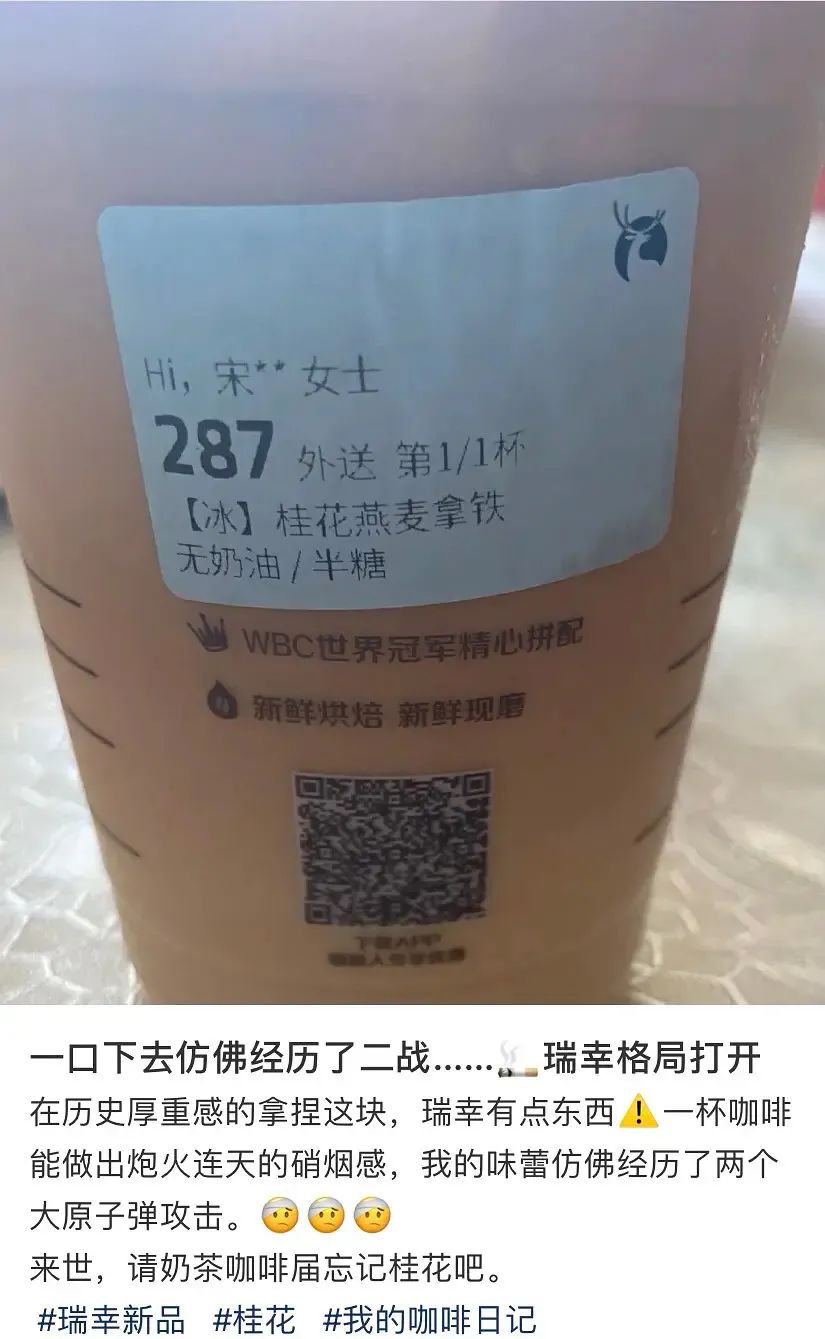 Hi，宋** 女士
287 外送 第1/1杯
【冰】桂花燕麦拿铁
无奶油 / 半糖
WBC世界冠军精心拼配
新鲜烘焙 新鲜现磨
下载APP
一口下去仿佛经历了二战......🚬瑞幸格局打开
在历史厚重感的拿捏这块，瑞幸有点东西⚠️一杯咖啡
能做出炮火连天的硝烟感，我的味蕾仿佛经历了两个
大原子弹攻击。🤕🤕🤕
来世，请奶茶咖啡届忘记桂花吧。
#瑞幸新品 #桂花 #我的咖啡日记